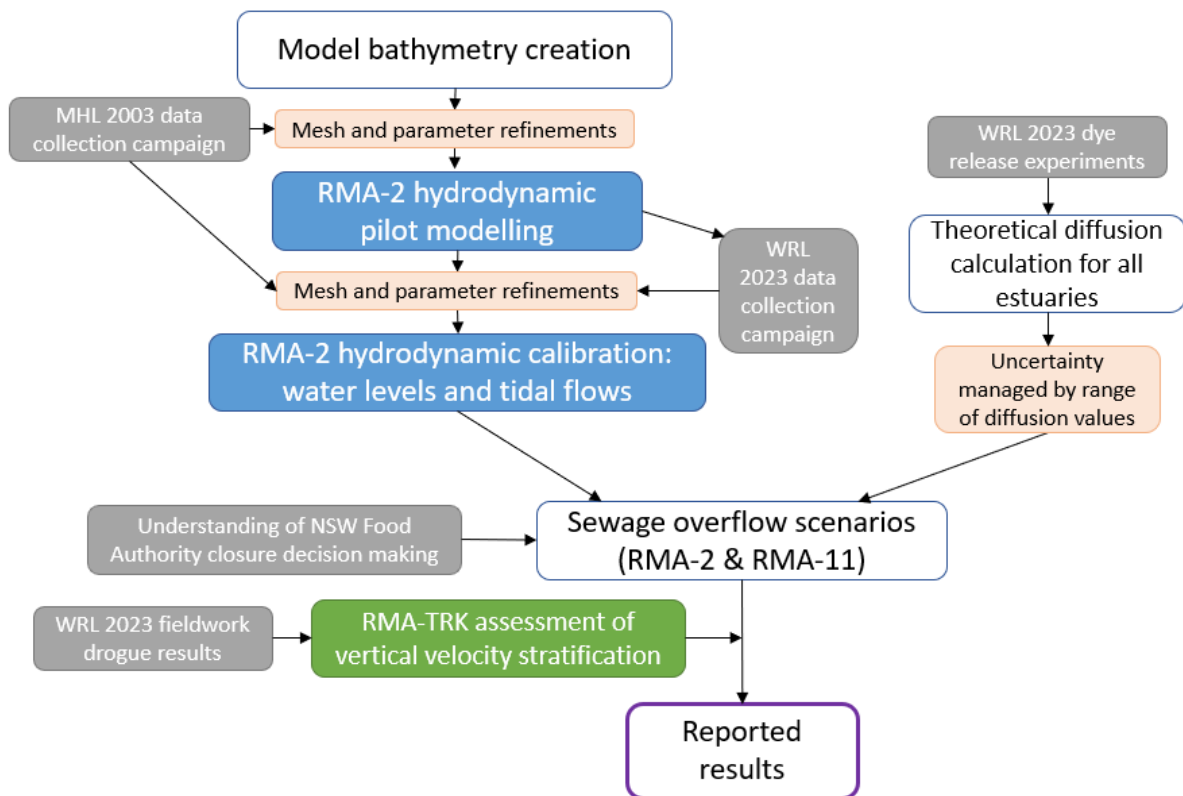 Model bathymetry creation
MHL 2003 data
collection campaign
Mesh and parameter refinements
WRL 2023 dye
release experiments
RMA-2 hydrodynamic
pilot modelling
WRL
2023 data
collection
campaign
Theoretical diffusion
calculation for all
estuaries
Mesh and parameter refinements
RMA-2 hydrodynamic calibration:
water levels and tidal flows
Uncertainty
managed by range
of diffusion values
Understanding of NSW Food
Authority closure decision making
Sewage overflow scenarios
(RMA-2 & RMA-11)
WRL 2023 fieldwork
drogue results
RMA-TRK assessment of
vertical velocity stratification
Reported
results